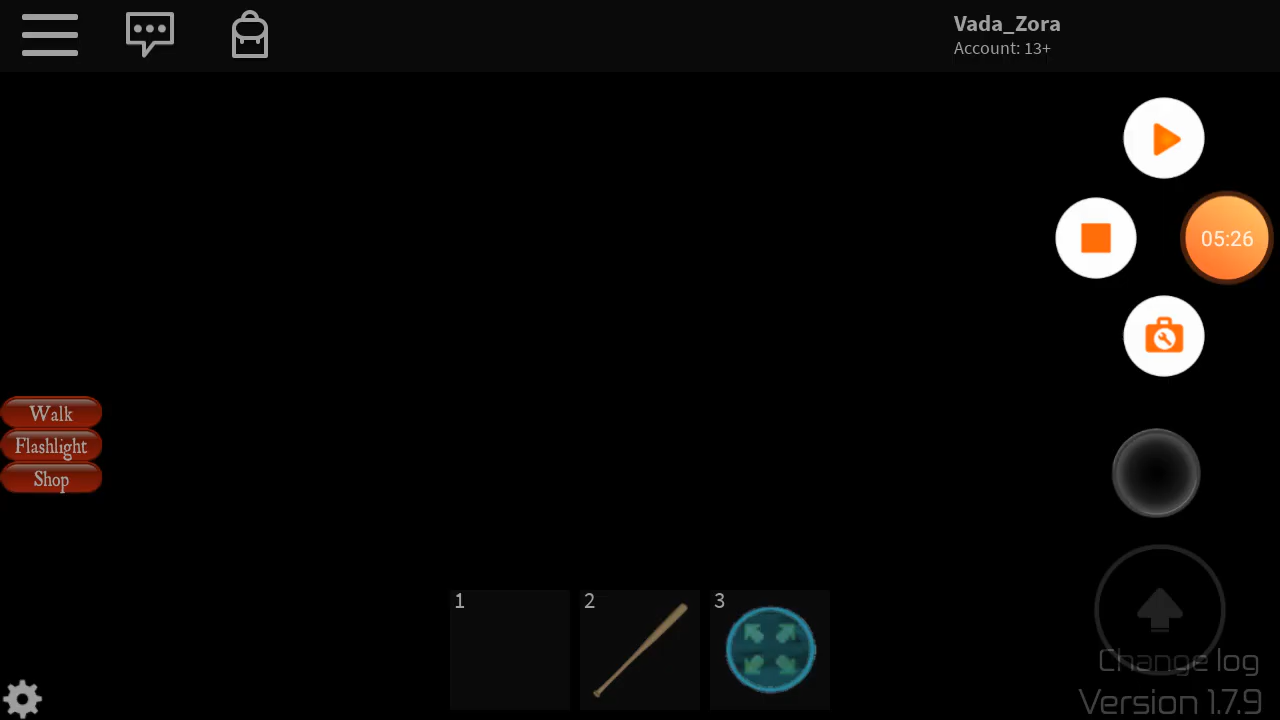 Vada_Zora
Account: 13+
05:26
Walk
Flashlight
Shop
1
2
3
Change log
Version 1.7.9